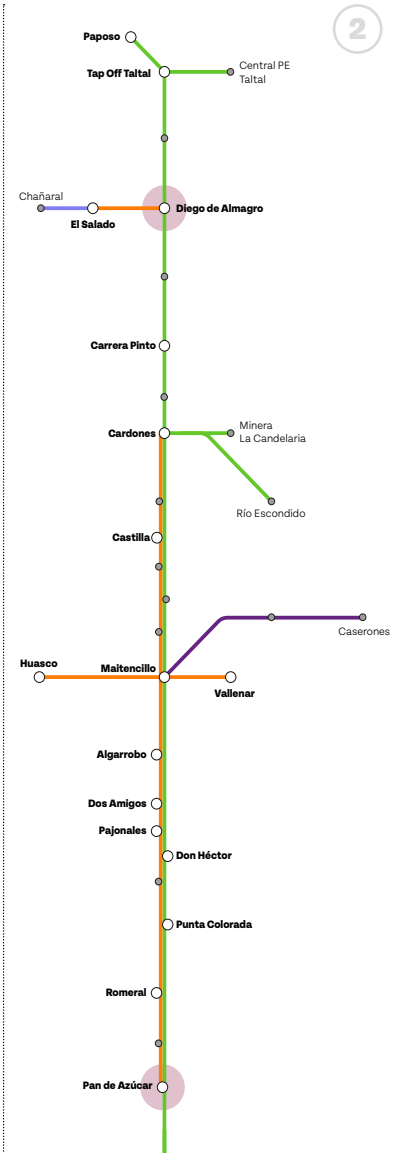 2
Paposo
Central PE
Taltal
Tap Off Taltal
Chañaral
Diego de Almagro
El Salado
Carrera Pinto
Minera
La Candelaria
Cardones
Río Escondido
Castilla
Caserones
Huasco
Maitencillo
Vallenar
Algarrobo
Dos Amigos
Pajonales
Don Héctor
Punta Colorada
Romeral
Pan de Azúcar